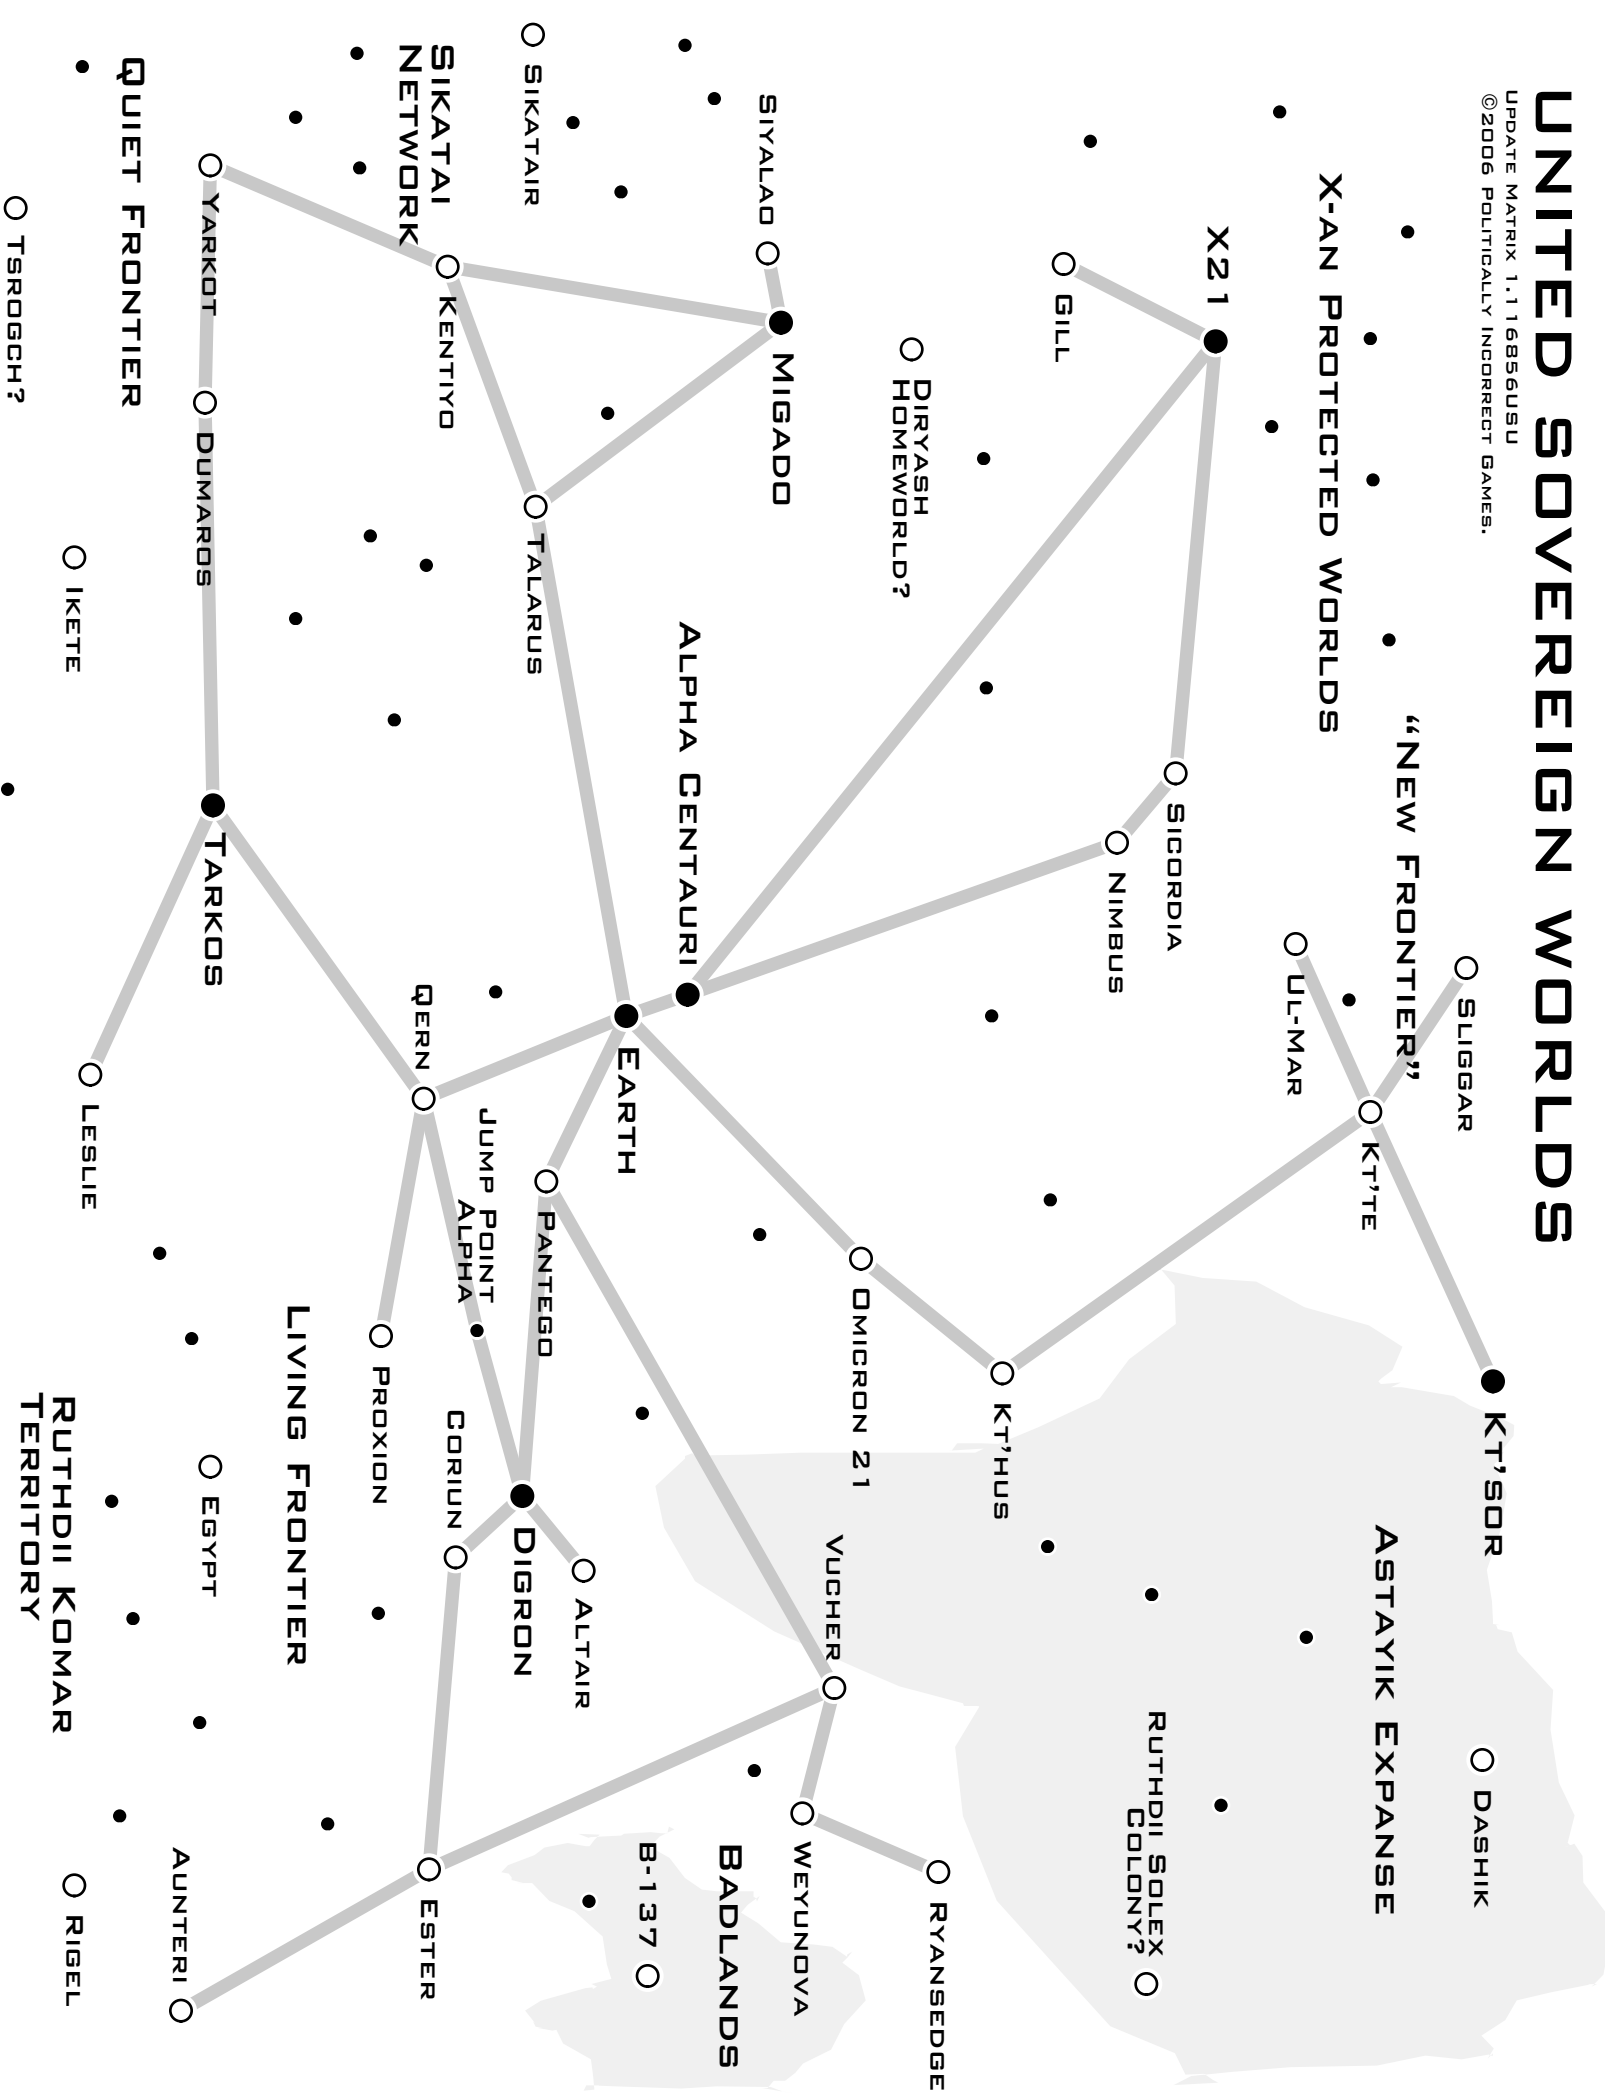 UNITED SOVEREIGN WORLDS
UPDATE MATRIX 1.116856USU
©2006 POLITICALLY INCORRECT GAMES.
SLIGGAR
KT'SOR
DASHIK
"NEW FRONTIER"
KT'TE
ASTAYIK EXPANSE
X-AN PROTECTED WORLDS
UL-MAR
X21
SICORDIA
RUTHDII SOLEX
COLONY?
NIMBUS
GILL
KT'HUS
DIRYASH
HOMEWORLD?
RYANSEDGE
OMICRON 21
VUCHER
WEYUNOVA
SIYALAO
MIGADO
BADLANDS
ALPHA CENTAURI
EARTH
B-137
ALTAIR
SIKATAIR
TALARUS
PANTEGO
DIGRON
JUMP POINT
ALPHA
SIKATAI
NETWORK
KENTIYO
CORIUN
ESTER
QERN
PROXION
LIVING FRONTIER
YARKOT
DUMAROS
TARKOS
EGYPT
AUNTERI
QUIET FRONTIER
LESLIE
IKETE
RIGEL
RUTHDII KOMAR
TERRITORY
TSROGCH?